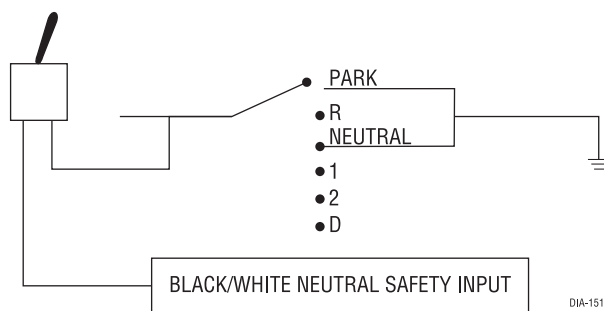 PARK
R
NEUTRAL
1
2
D
BLACK/WHITE NEUTRAL SAFETY INPUT
DIA-151